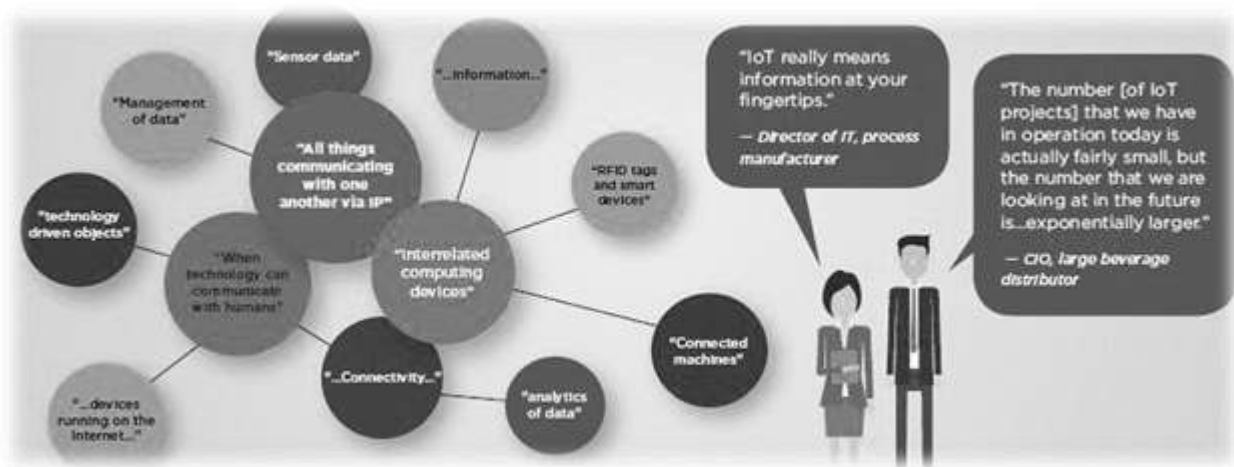 "Sensor data"
"...information..."
"Management
of data"
"All things
communicating
with one
another via IP"
"RFID tags
and smart
devices"
"technology
driven objects"
"When
technology can
communicate
with humans"
"interrelated
computing
devices"
"Connected
machines"
"...Connectivity..."
"analytics
of data"
"...devices
running on the
Internet..."
"IoT really means
information at your
fingertips."
— Director of IT, process
manufacturer
"The number [of IoT
projects] that we have
in operation today is
actually fairly small, but
the number that we are
looking at in the future
is...exponentially larger."
— CIO, large beverage
distributor